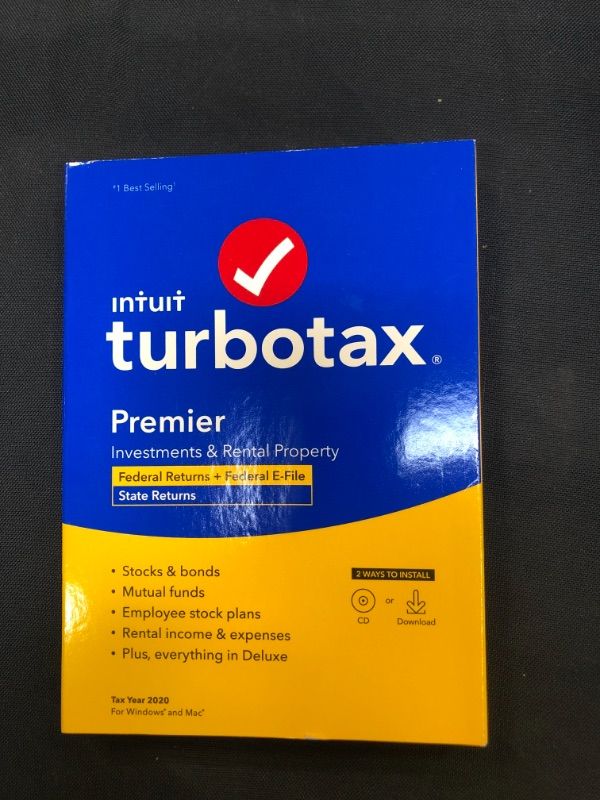 #1 Best Selling¹
intuit
turbotax®
Premier
Investments & Rental Property
Federal Returns + Federal E-File
State Returns
• Stocks & bonds
• Mutual funds
• Employee stock plans
• Rental income & expenses
• Plus, everything in Deluxe
2 WAYS TO INSTALL
or
CD
Download
Tax Year 2020
For Windows® and Mac®